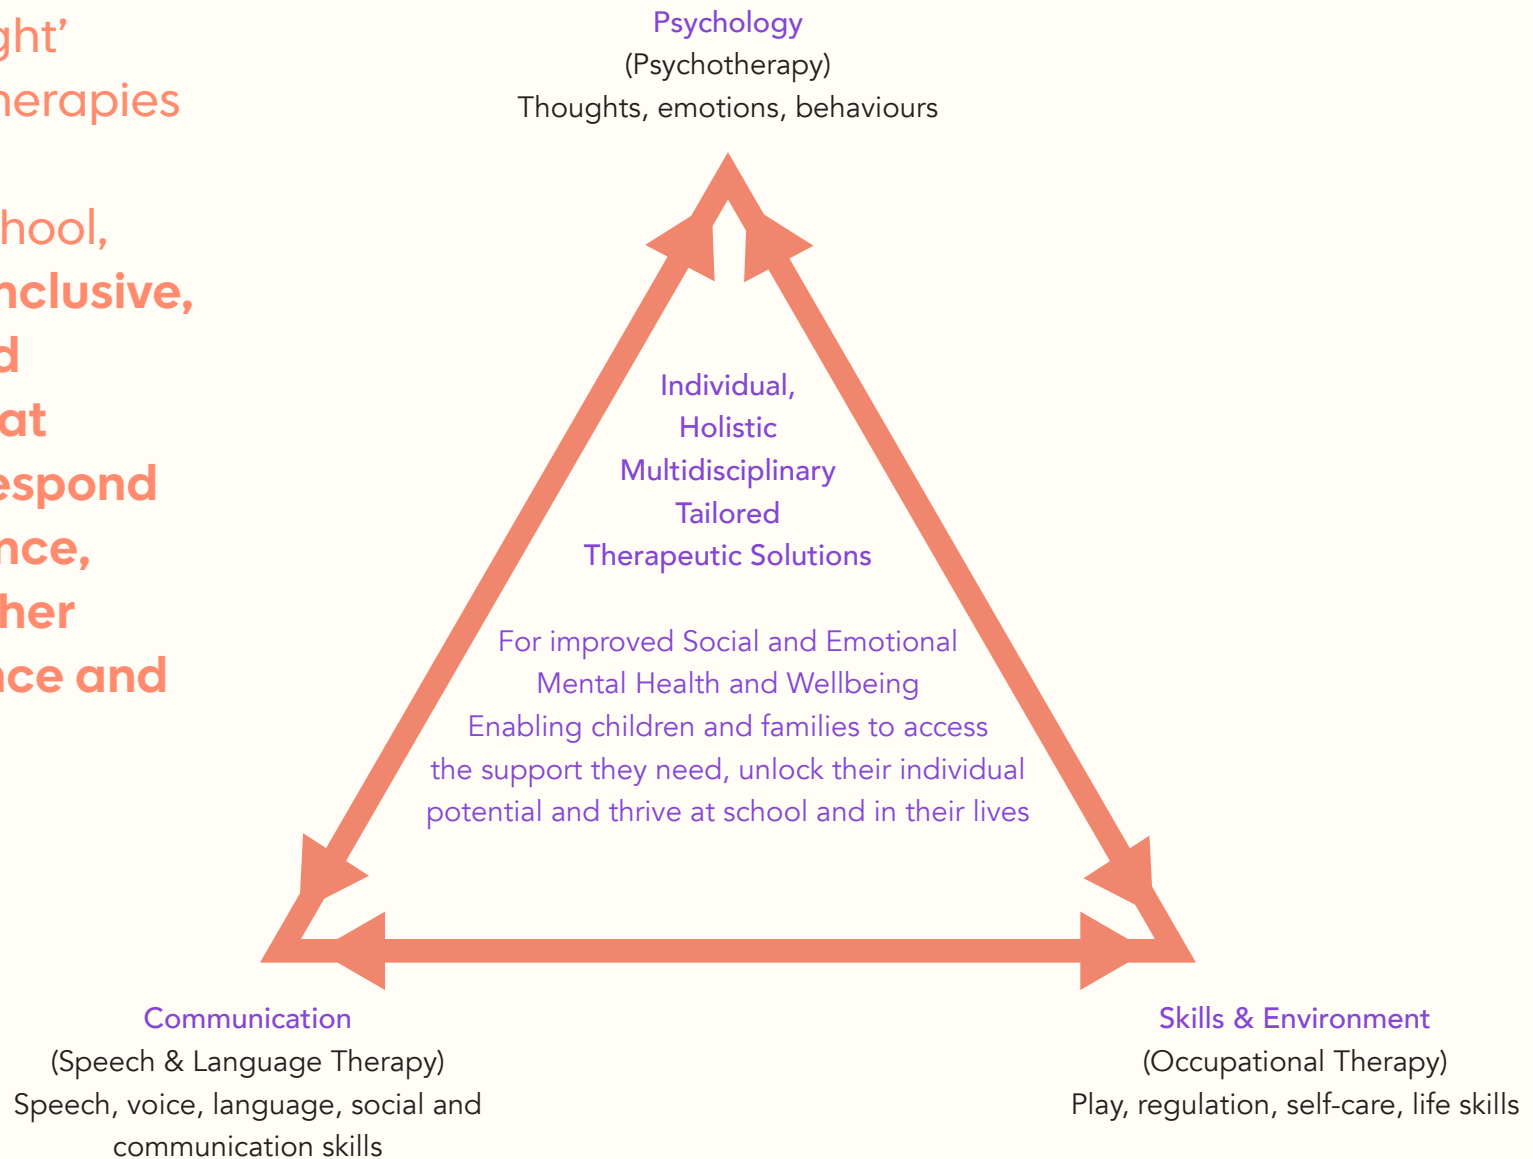 ght’
herapies
hool,
nclusive,
d
at
espond
nce,
her
nce and
Psychology
(Psychotherapy)
Thoughts, emotions, behaviours
Individual,
Holistic
Multidisciplinary
Tailored
Therapeutic Solutions
For improved Social and Emotional
Mental Health and Wellbeing
Enabling children and families to access
the support they need, unlock their individual
potential and thrive at school and in their lives
Communication
(Speech & Language Therapy)
Speech, voice, language, social and
communication skills
Skills & Environment
(Occupational Therapy)
Play, regulation, self-care, life skills